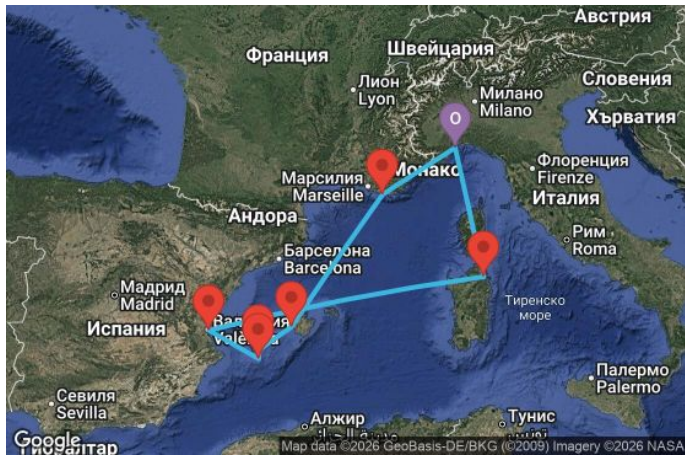 Австрия
Франция
Швейцария
Словения
Лион
Lyon
Милано
Milano
Хърватия
O
Марсилия
Marseille
Монако
Флоренция
Firenze
Италия
Андора
Рим
Roma
Барселона
Barcelona
Мадрид
Madrid
Испания
Тиренско
море
Севиля
Sevilla
Палермо
Palermo
Алжир
Тунис
Google
Map data ©2026 GeoBasis-DE/BKG (©2009) Imagery ©2026 NASA